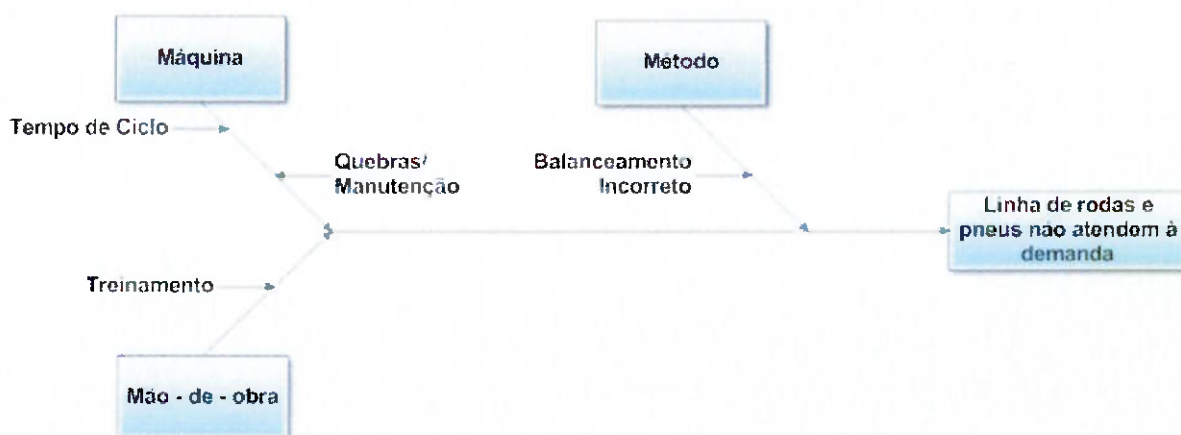 Máquina
Método
Tempo de Ciclo
Quebras/
Manutenção
Balanceamento
Incorreto
Linha de rodas e
pneus não atendem à
demanda
Treinamento
Mão - de - obra